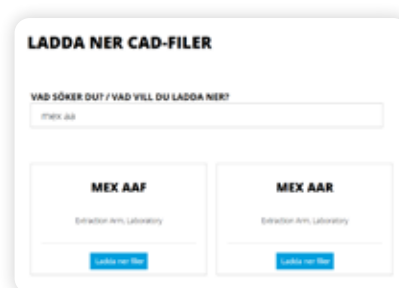 LADDA NER CAD-FILER
VAD SÖKER DU? / VAD VILL DU LADDA NER?
mex aa
MEX AAF
MEX AAR
Extraction Arm, Laboratory
Extraction Arm, Laboratory
Ladda ner filer
Ladda ner filer